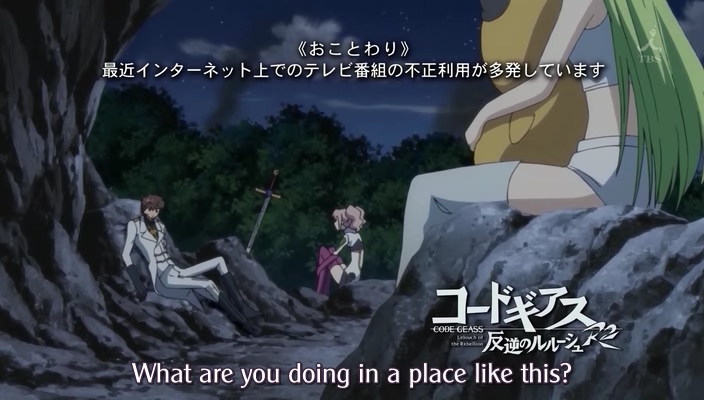 《おことわり》
最近インターネット上でのテレビ番組の不正利用が多発しています
TBS
コードギアス
CODE GEASS
Lelouch of
the Rebellion
反逆のルルーシュ R2
What are you doing in a place like this?